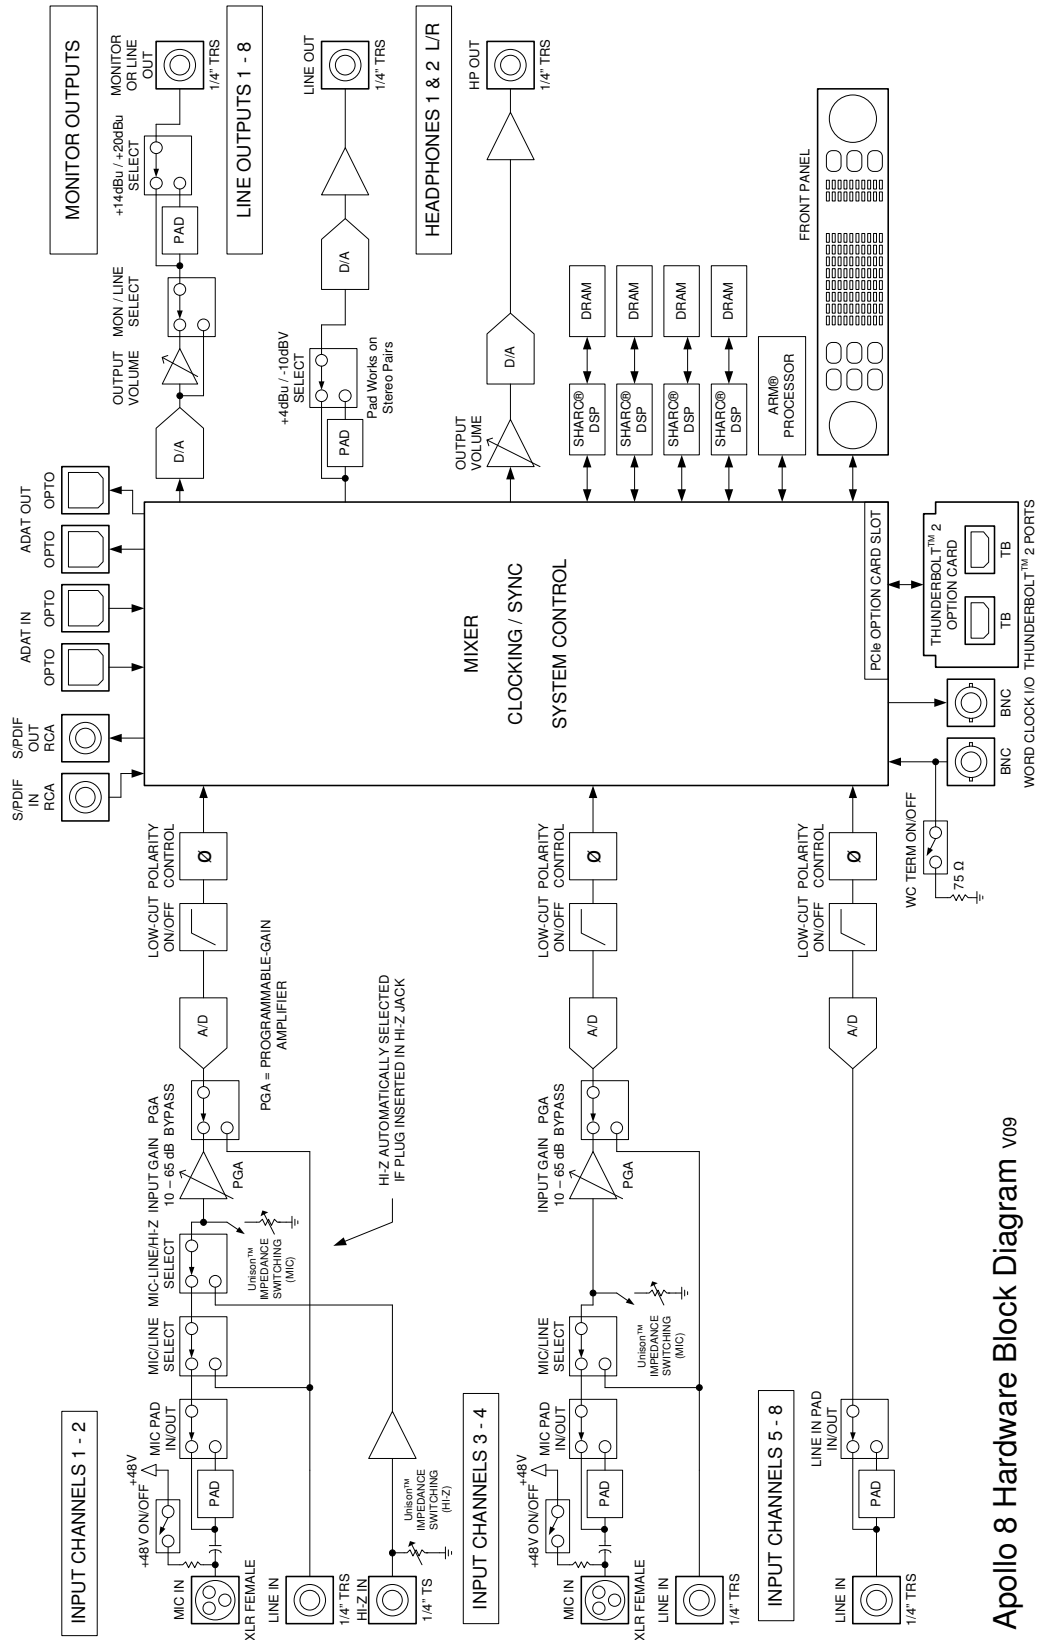 INPUT CHANNELS 1 - 2
+48V ON/OFF
+48V
MIC IN
XLR FEMALE
PAD
MIC PAD
IN/OUT
MIC/LINE
SELECT
MIC-LINE/HI-Z
SELECT
INPUT GAIN
10 – 65 dB
PGA
BYPASS
PGA
Unison™
IMPEDANCE
SWITCHING
(MIC)
A/D
LOW-CUT
ON/OFF
POLARITY
CONTROL
Ø
LINE IN
1/4" TRS
HI-Z IN
1/4" TS
Unison™
IMPEDANCE
SWITCHING
(HI-Z)
PGA = PROGRAMMABLE-GAIN
AMPLIFIER
HI-Z AUTOMATICALLY SELECTED
IF PLUG INSERTED IN HI-Z JACK
INPUT CHANNELS 3 - 4
+48V ON/OFF
+48V
MIC IN
XLR FEMALE
PAD
MIC PAD
IN/OUT
MIC/LINE
SELECT
Unison™
IMPEDANCE
SWITCHING
(MIC)
INPUT GAIN
10 – 65 dB
PGA
BYPASS
PGA
A/D
LOW-CUT
ON/OFF
POLARITY
CONTROL
Ø
LINE IN
1/4" TRS
INPUT CHANNELS 5 - 8
LINE IN
1/4" TRS
PAD
LINE IN PAD
IN/OUT
A/D
LOW-CUT
ON/OFF
POLARITY
CONTROL
Ø
S/PDIF
IN
RCA
S/PDIF
OUT
RCA
ADAT IN
OPTO
OPTO
ADAT OUT
OPTO
OPTO
MIXER
CLOCKING / SYNC
SYSTEM CONTROL
PCIe OPTION CARD SLOT
WC TERM ON/OFF
75 Ω
BNC
BNC
WORD CLOCK I/O
THUNDERBOLT™ 2
OPTION CARD
TB
TB
THUNDERBOLT™ 2 PORTS
MONITOR OUTPUTS
D/A
OUTPUT
VOLUME
MON / LINE
SELECT
PAD
+14dBu / +20dBu
SELECT
MONITOR
OR LINE
OUT
1/4" TRS
LINE OUTPUTS 1 - 8
PAD
+4dBu / -10dBV
SELECT
Pad Works on
Stereo Pairs
D/A
LINE OUT
1/4" TRS
HEADPHONES 1 & 2 L/R
OUTPUT
VOLUME
D/A
HP OUT
1/4" TRS
SHARC®
DSP
DRAM
SHARC®
DSP
DRAM
SHARC®
DSP
DRAM
SHARC®
DSP
DRAM
ARM®
PROCESSOR
FRONT PANEL
Apollo 8 Hardware Block Diagram V09